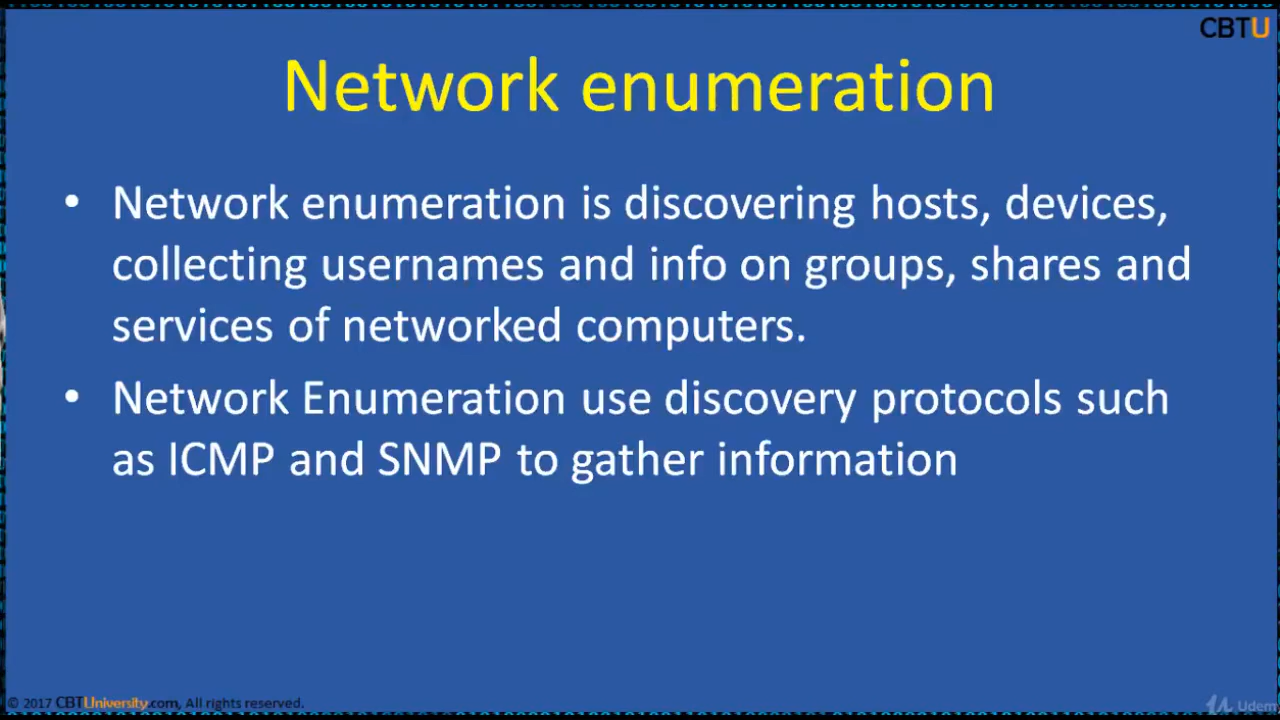 CBTU
Network enumeration
• Network enumeration is discovering hosts, devices,
collecting usernames and info on groups, shares and
services of networked computers.
• Network Enumeration use discovery protocols such
as ICMP and SNMP to gather information
© 2017 CBTUniversity.com, All rights reserved.
Udem